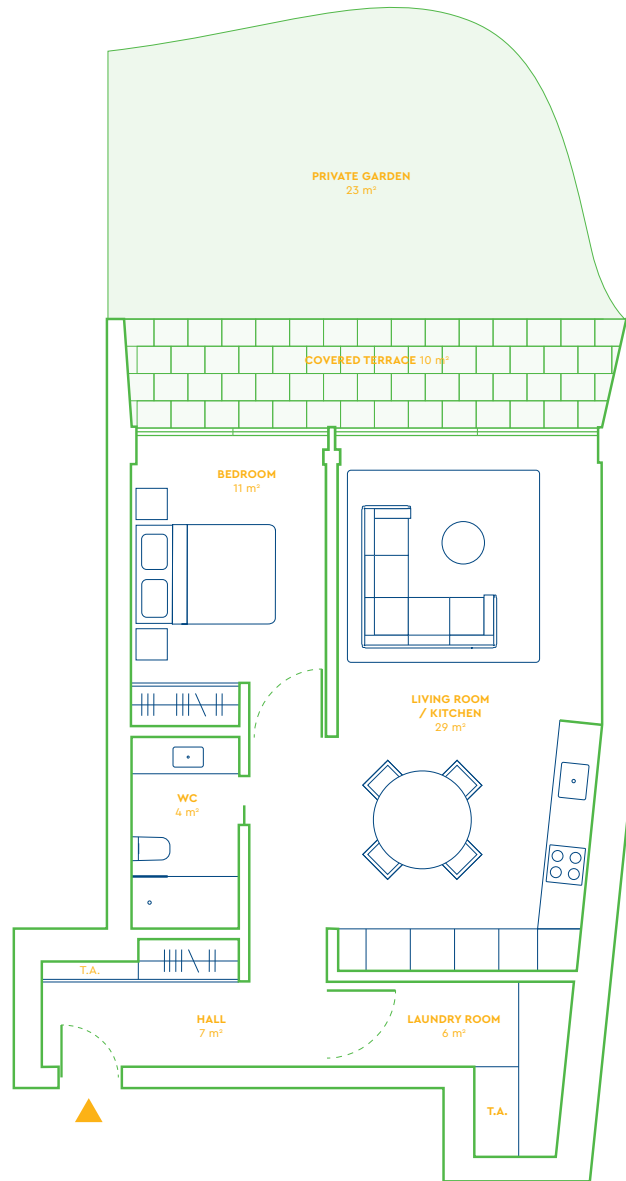 PRIVATE GARDEN
23 m²
COVERED TERRACE 10 m²
BEDROOM
11 m²
LIVING ROOM
/ KITCHEN
29 m²
WC
4 m²
T.A.
HALL
7 m²
LAUNDRY ROOM
6 m²
T.A.